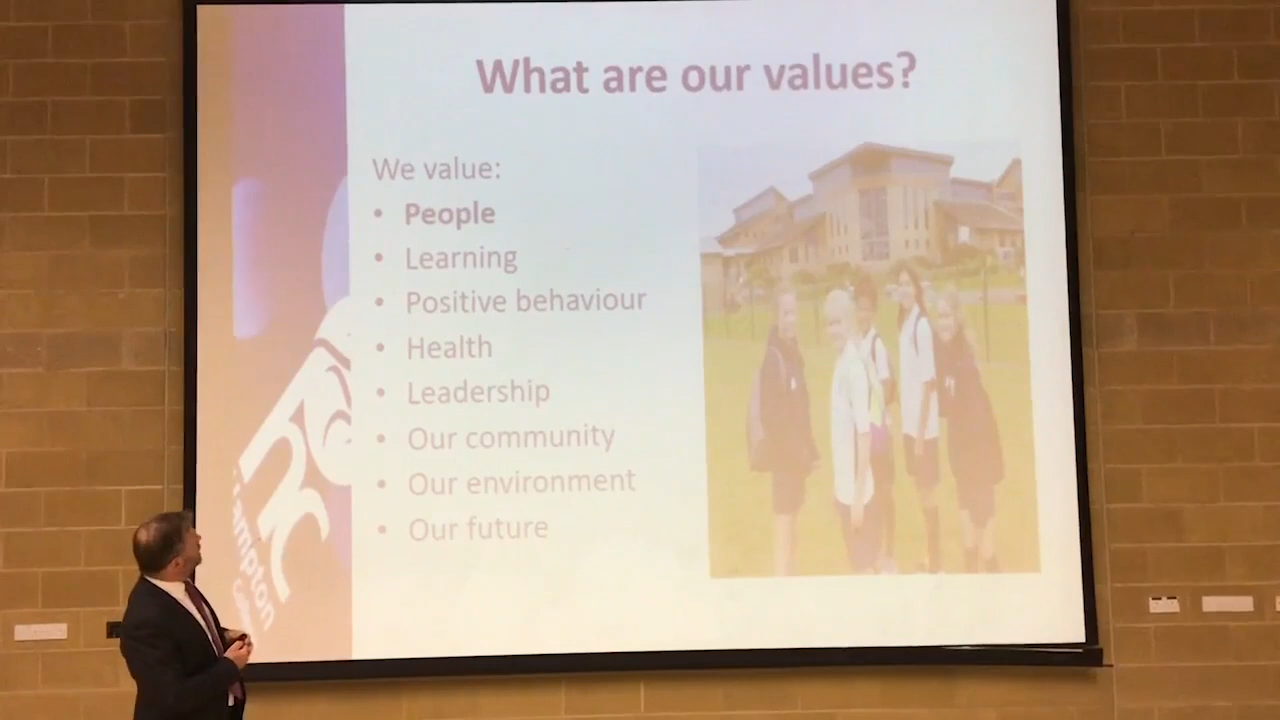 What are our values?
We value:
• People
• Learning
• Positive behaviour
• Health
• Leadership
• Our community
• Our environment
• Our future